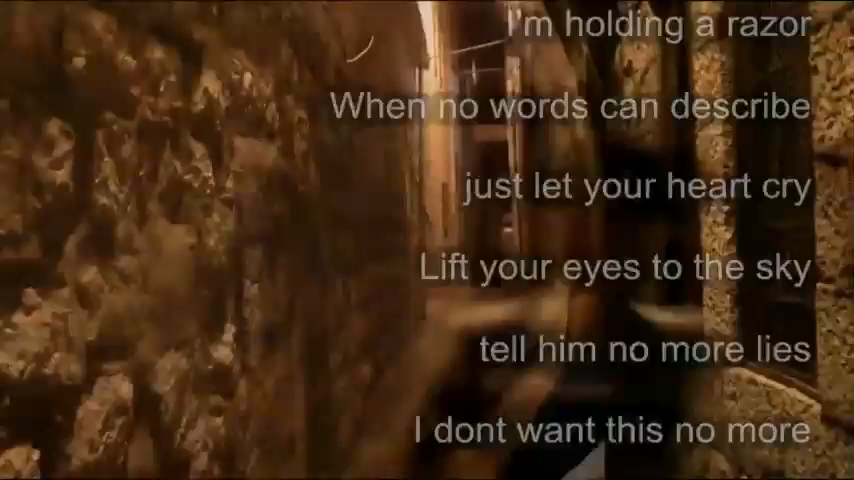 I'm holding a razor
When no words can describe
just let your heart cry
Lift your eyes to the sky
tell him no more lies
I dont want this no more